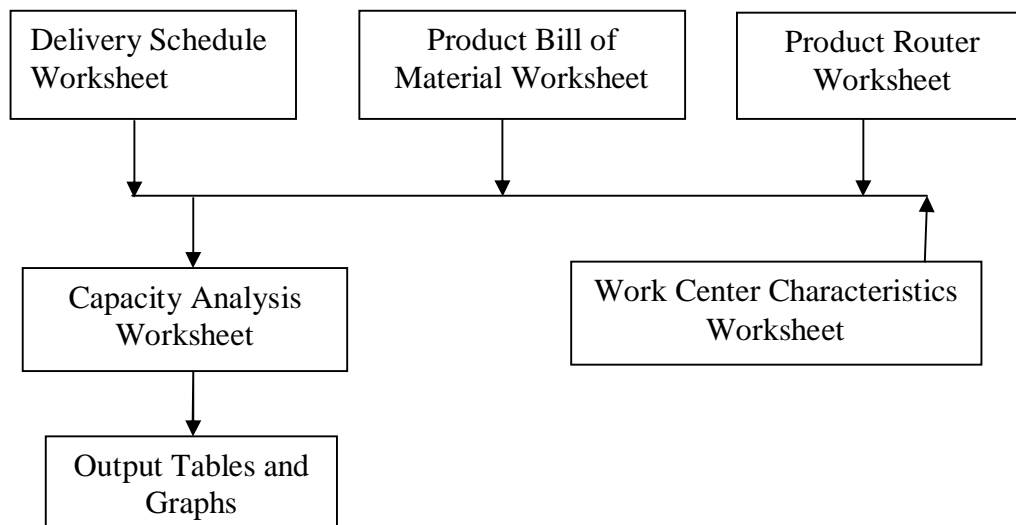 Delivery Schedule
Worksheet
Product Bill of
Material Worksheet
Product Router
Worksheet
Capacity Analysis
Worksheet
Work Center Characteristics
Worksheet
Output Tables and
Graphs